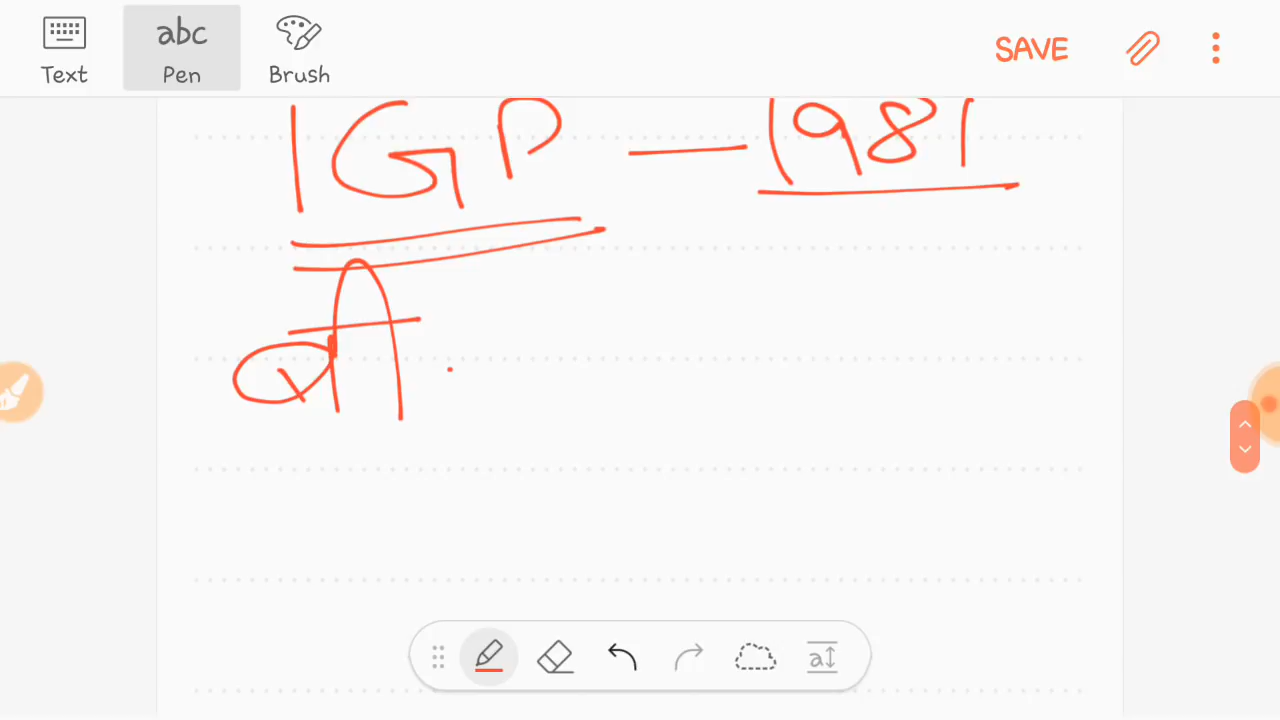 Text
abc
Pen
Brush
SAVE
IGP — 1981